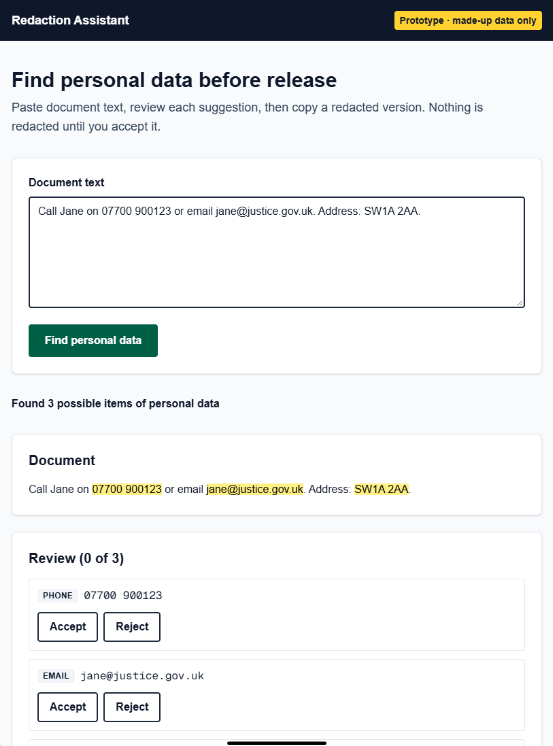 Redaction Assistant
Prototype · made-up data only
Find personal data before release
Paste document text, review each suggestion, then copy a redacted version. Nothing is
redacted until you accept it.
Document text
Call Jane on 07700 900123 or email jane@justice.gov.uk. Address: SW1A 2AA.
Find personal data
Found 3 possible items of personal data
Document
Call Jane on 07700 900123 or email jane@justice.gov.uk. Address: SW1A 2AA.
Review (0 of 3)
PHONE 07700 900123
Accept Reject
EMAIL jane@justice.gov.uk
Accept Reject